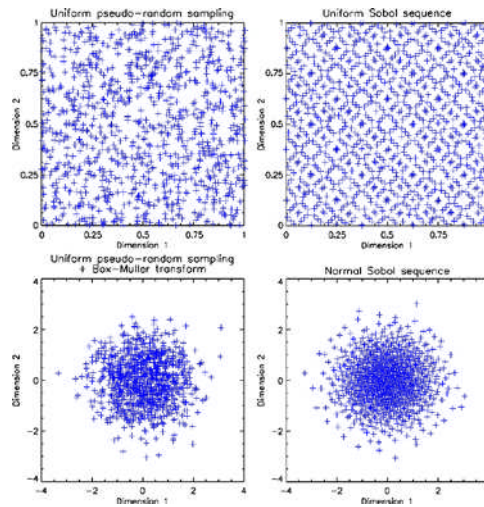 Uniform pseudo-random sampling
Uniform Sobol sequence
1
0.75
0.5
0.25
0
Dimension 2
0 0.25 0.5 0.75 1
Dimension 1
1
0.75
0.5
0.25
0
Dimension 2
0 0.25 0.5 0.75
Dimension 1
Uniform pseudo-random sampling
+ Box-Muller transform
Normal Sobol sequence
4
2
0
-2
-4
Dimension 2
-4 -2 0 2 4
Dimension 1
4
2
0
-2
-4
Dimension 2
-4 -2 0 2
Dimension 1